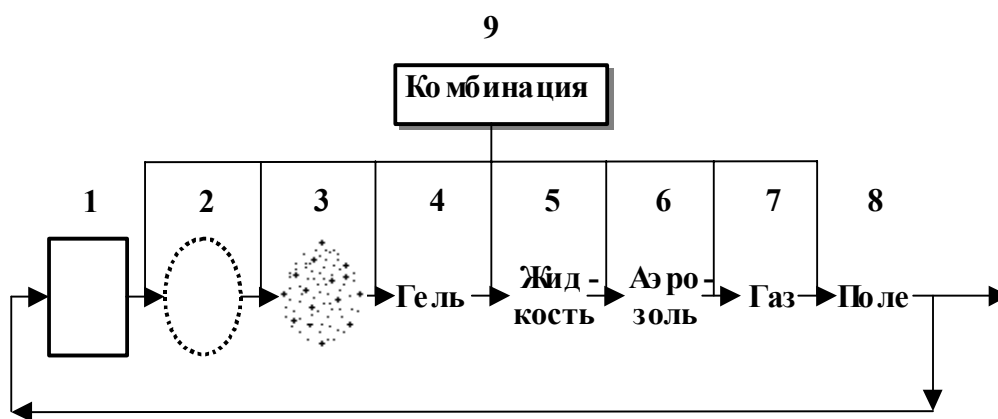 9
Комбинация
1 2 3 4 5 6 7 8
Гель
Жид-
кость
Аэро-
золь
Газ
Поле